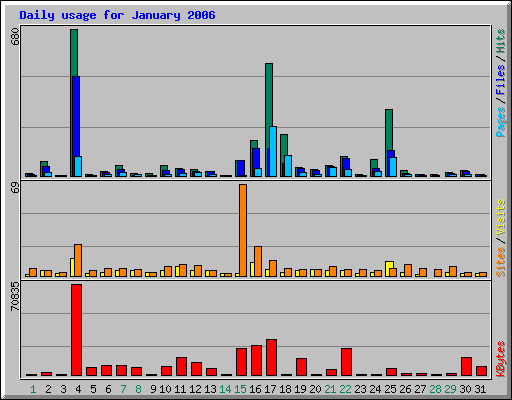 Daily usage for January 2006
680
Pages / Files / Hits
69
Sites / Visits
70835
KBytes
1 2 3 4 5 6 7 8 9 10 11 12 13 14 15 16 17 18 19 20 21 22 23 24 25 26 27 28 29 30 31